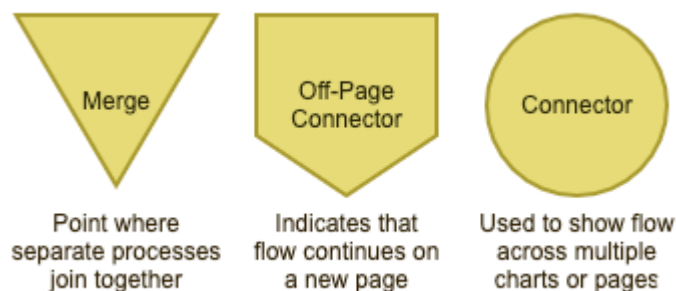 Merge
Off-Page
Connector
Connector
Point where
separate processes
join together
Indicates that
flow continues on
a new page
Used to show flow
across multiple
charts or pages